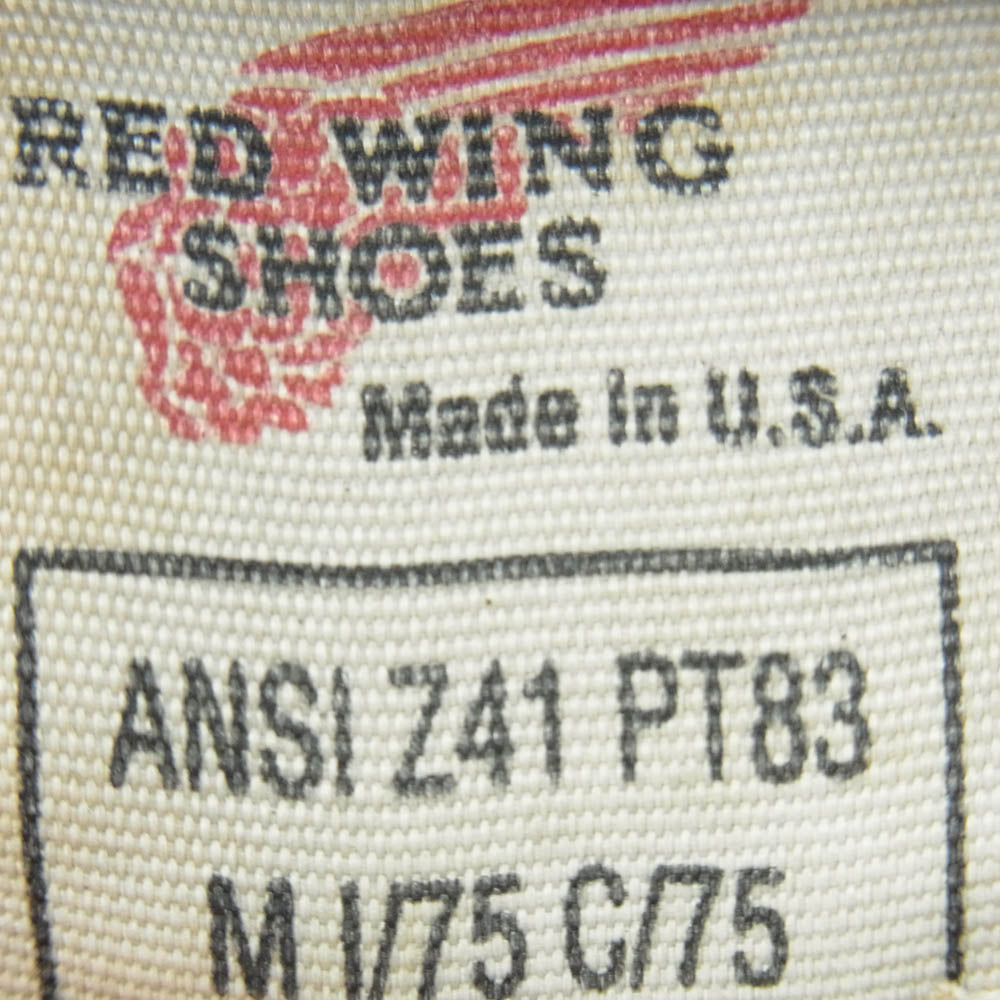 RED WING
SHOES
Made in U.S.A.
ANSI Z41 PT83
M I/75 C/75